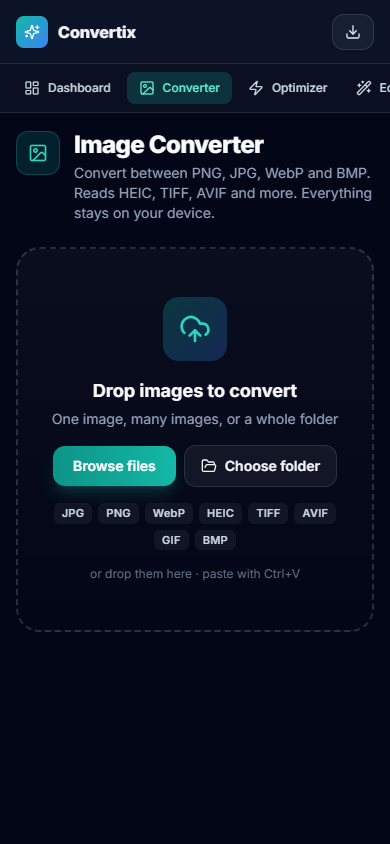 Convertix
Dashboard
Converter
Optimizer
Image Converter
Convert between PNG, JPG, WebP and BMP.
Reads HEIC, TIFF, AVIF and more. Everything
stays on your device.
Drop images to convert
One image, many images, or a whole folder
Browse files
Choose folder
JPG PNG WebP HEIC TIFF AVIF
GIF BMP
or drop them here · paste with Ctrl+V